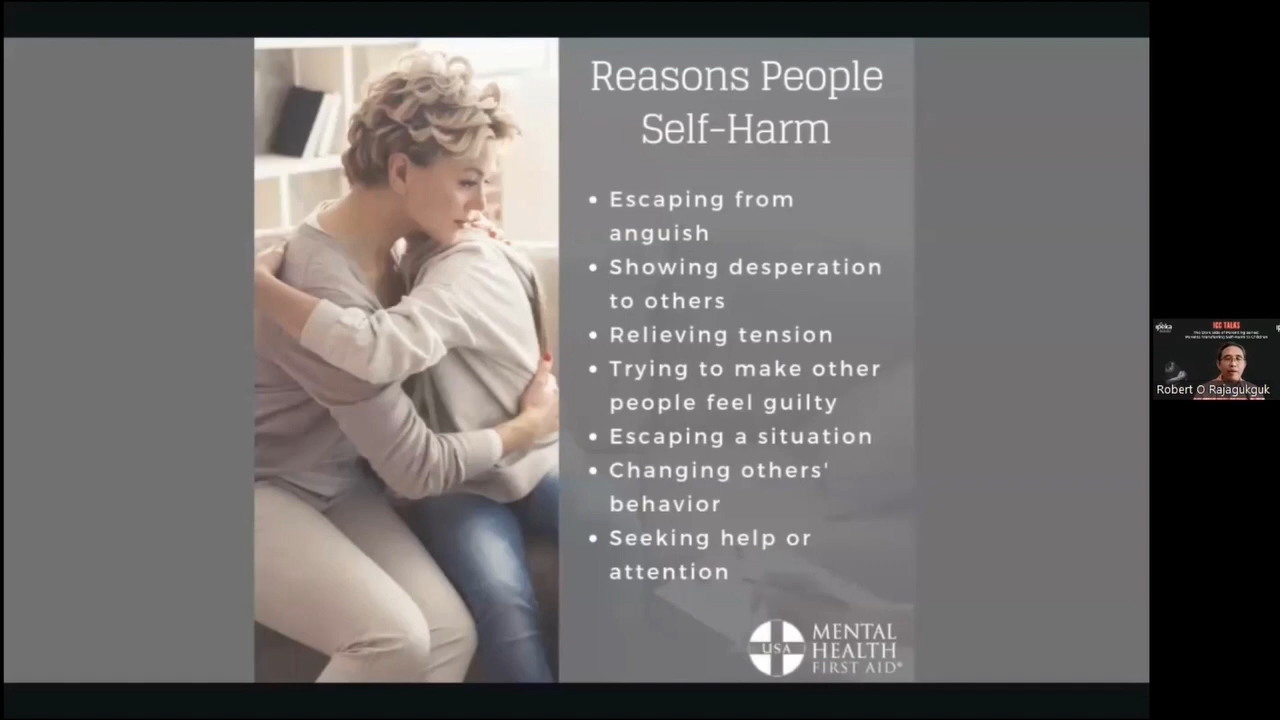 Reasons People
Self-Harm
• Escaping from
anguish
• Showing desperation
to others
• Relieving tension
• Trying to make other
people feel guilty
• Escaping a situation
• Changing others'
behavior
• Seeking help or
attention
USA
MENTAL
HEALTH
FIRST AID®
ICC TALKS
Robert O Rajagukguk